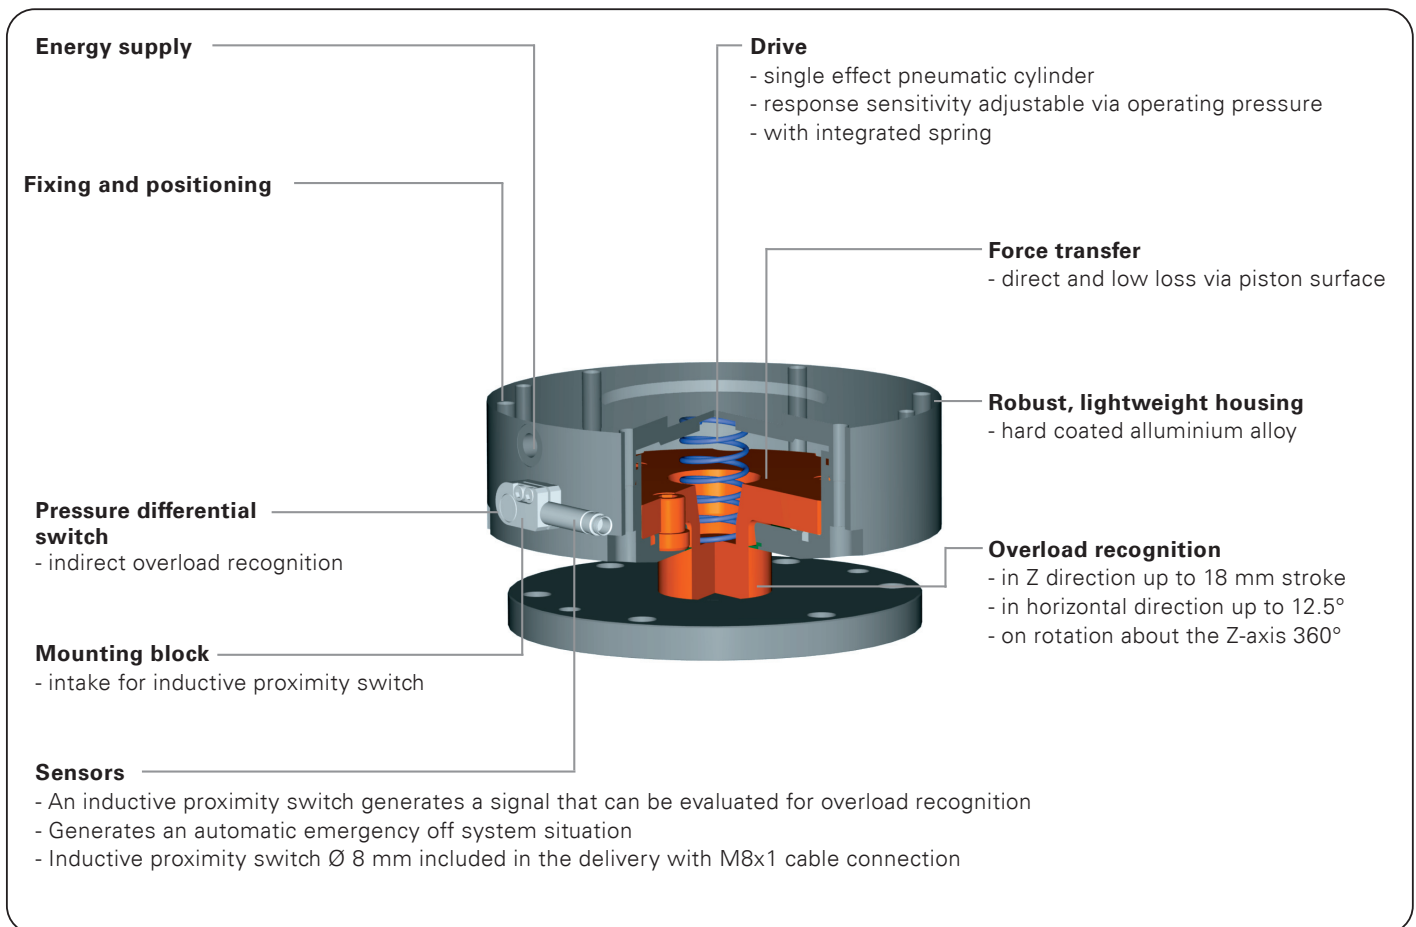 Energy supply
Drive
- single effect pneumatic cylinder
- response sensitivity adjustable via operating pressure
- with integrated spring
Fixing and positioning
Force transfer
- direct and low loss via piston surface
Robust, lightweight housing
- hard coated alluminium alloy
Pressure differential
switch
- indirect overload recognition
Overload recognition
- in Z direction up to 18 mm stroke
- in horizontal direction up to 12.5°
- on rotation about the Z-axis 360°
Mounting block
- intake for inductive proximity switch
Sensors
- An inductive proximity switch generates a signal that can be evaluated for overload recognition
- Generates an automatic emergency off system situation
- Inductive proximity switch Ø 8 mm included in the delivery with M8x1 cable connection